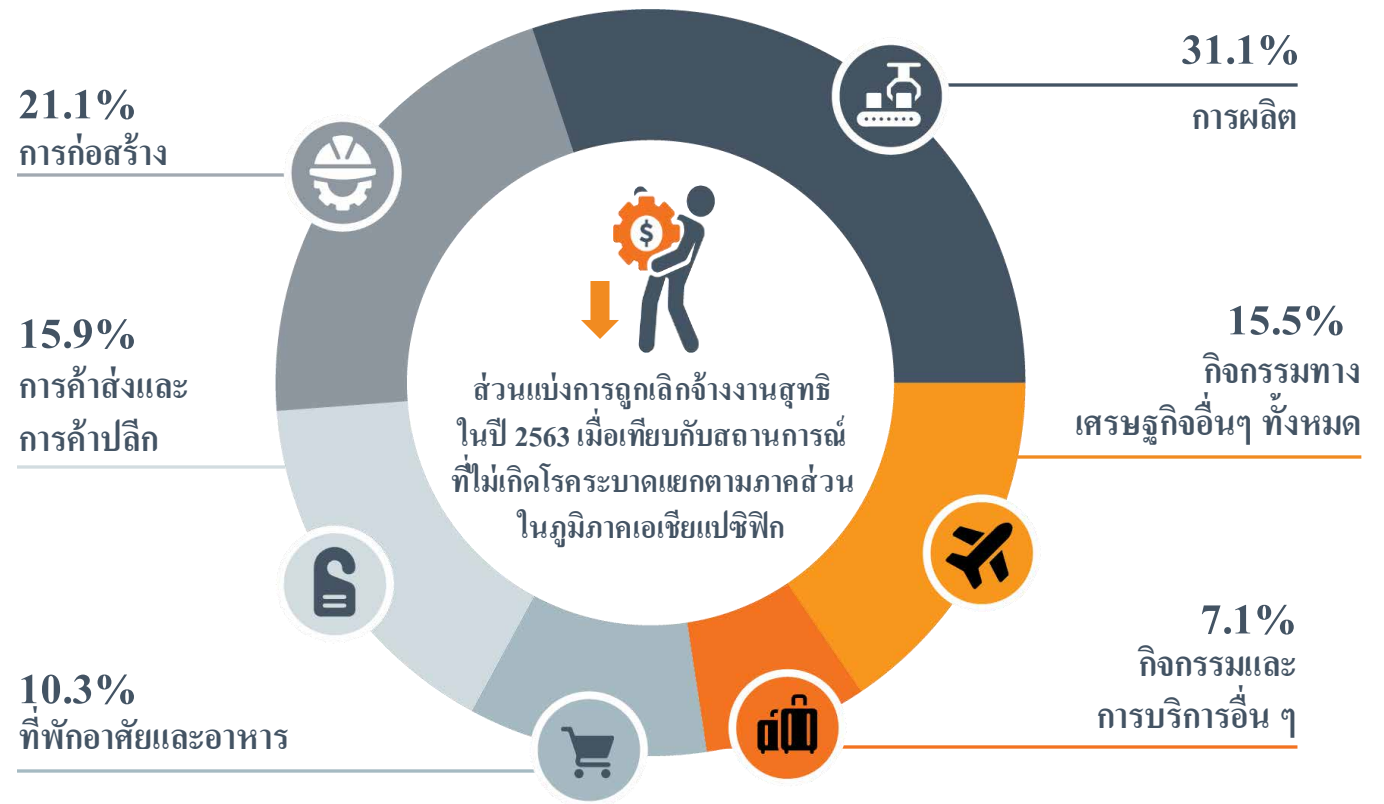 31.1%
การผลิต
21.1%
การก่อสร้าง
15.9%
การค้าส่งและ
การค้าปลีก
15.5%
กิจกรรมทาง
เศรษฐกิจอื่นๆ ทั้งหมด
$
ส่วนแบ่งการถูกเลิกจ้างงานสุทธิ
ในปี 2563 เมื่อเทียบกับสถานการณ์
ที่ไม่เกิดโรคระบาดแยกตามภาคส่วน
ในภูมิภาคเอเชียแปซิฟิก
7.1%
กิจกรรมและ
การบริการอื่น ๆ
10.3%
ที่พักอาศัยและอาหาร